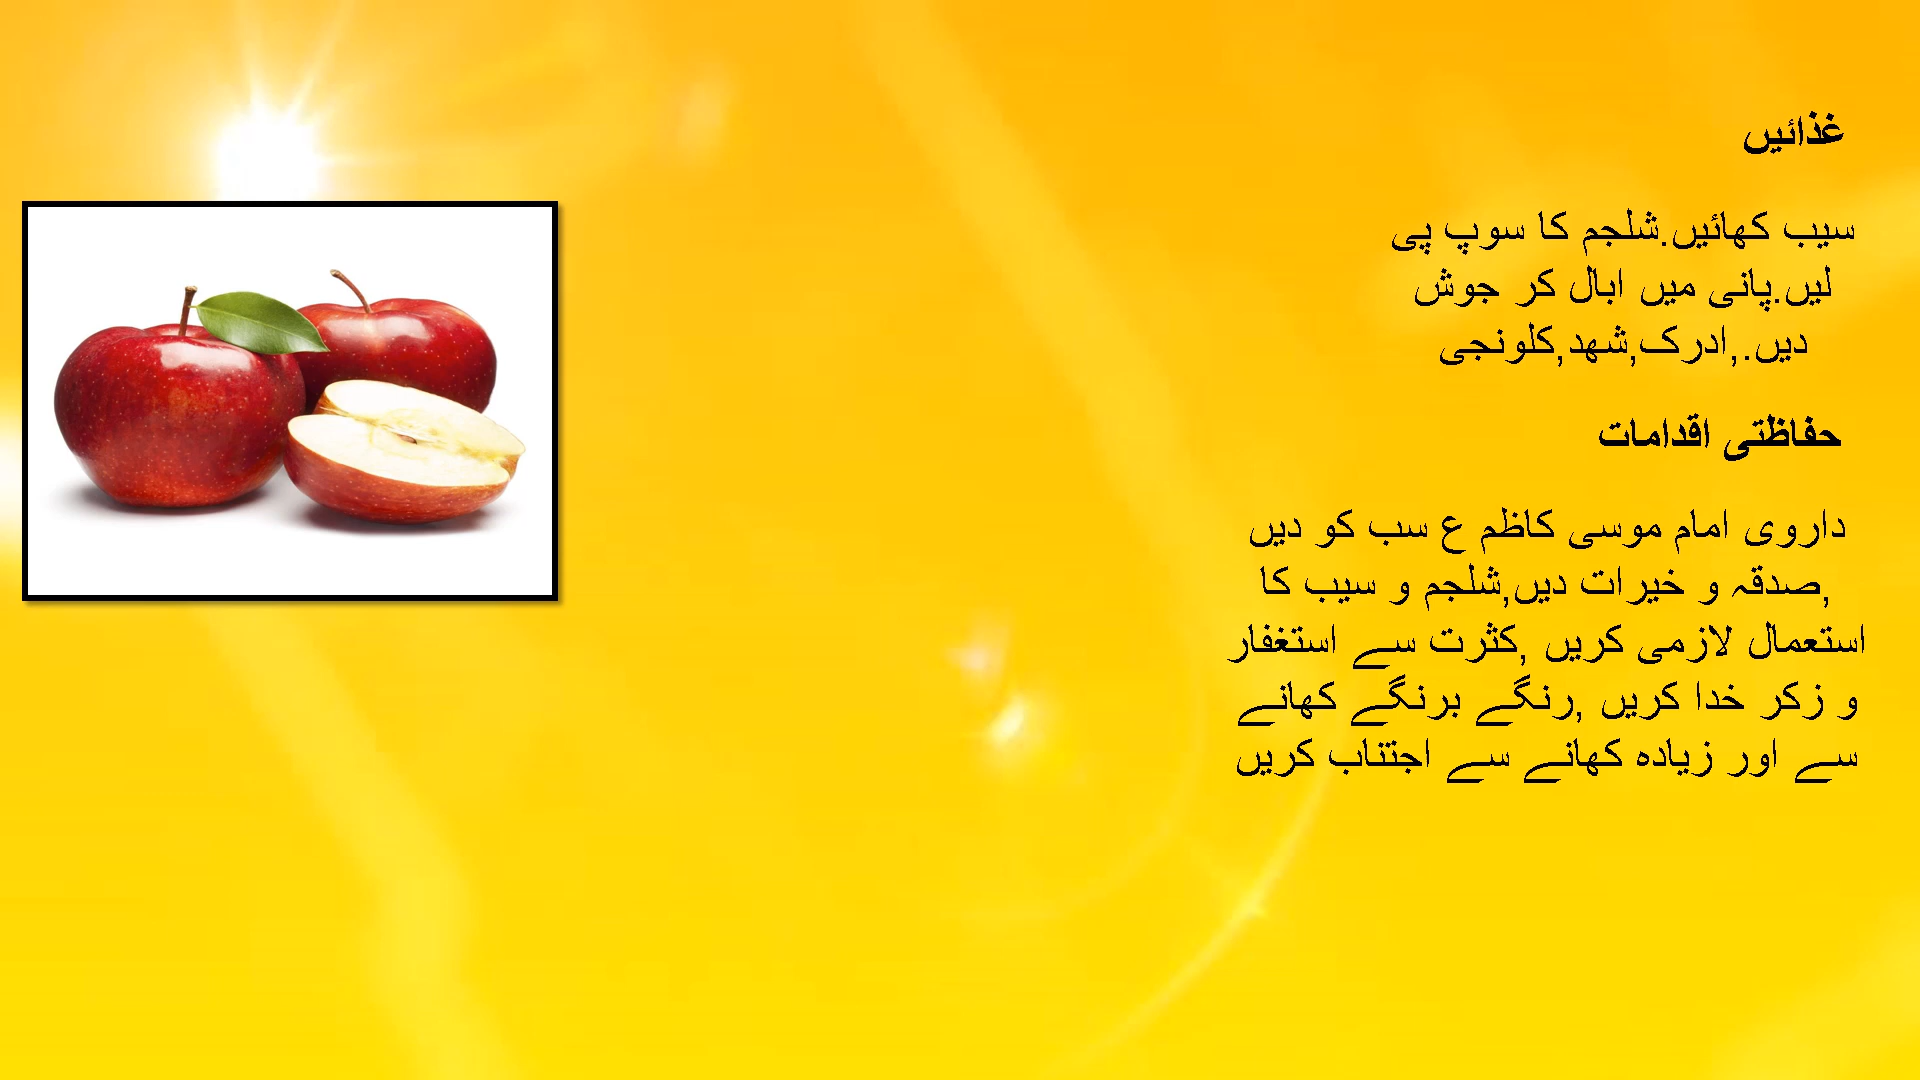 غذائیں
سیب کھائیں.شلجم کا سوپ پی
لیں.پانی میں ابال کر جوش
دیں.,ادرک,شھد,کلونجی
حفاظتی اقدامات
داروی امام موسی کاظم ع سب کو دیں
,صدقہ و خیرات دیں,شلجم و سیب کا
استعمال لازمی کریں ,کثرت سے استغفار
و زکر خدا کریں ,رنگے برنگے کھانے
سے اور زیادہ کھانے سے اجتناب کریں